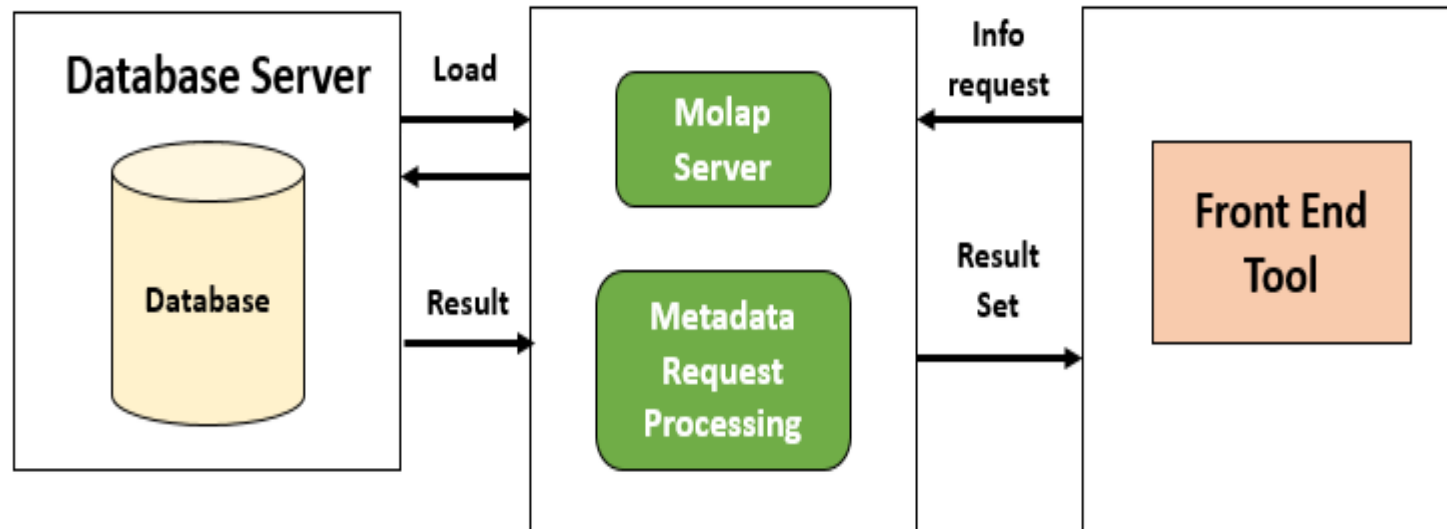 Database Server
Database
Load
Result
Molap
Server
Metadata
Request
Processing
Info
request
Result
Set
Front End
Tool